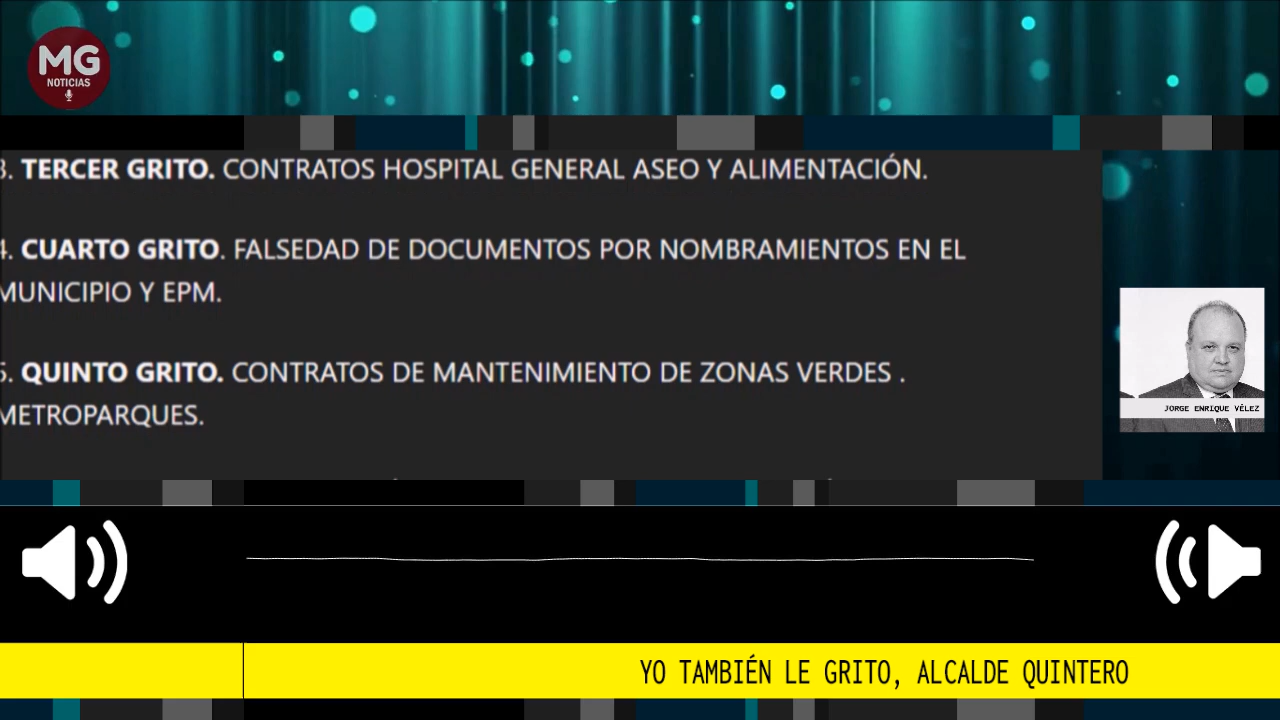 MG
NOTICIAS
3. TERCER GRITO. CONTRATOS HOSPITAL GENERAL ASEO Y ALIMENTACIÓN.
4. CUARTO GRITO. FALSEDAD DE DOCUMENTOS POR NOMBRAMIENTOS EN EL
MUNICIPIO Y EPM.
5. QUINTO GRITO. CONTRATOS DE MANTENIMIENTO DE ZONAS VERDES .
METROPARQUES.
JORGE ENRIQUE VÉLEZ
YO TAMBIÉN LE GRITO, ALCALDE QUINTERO